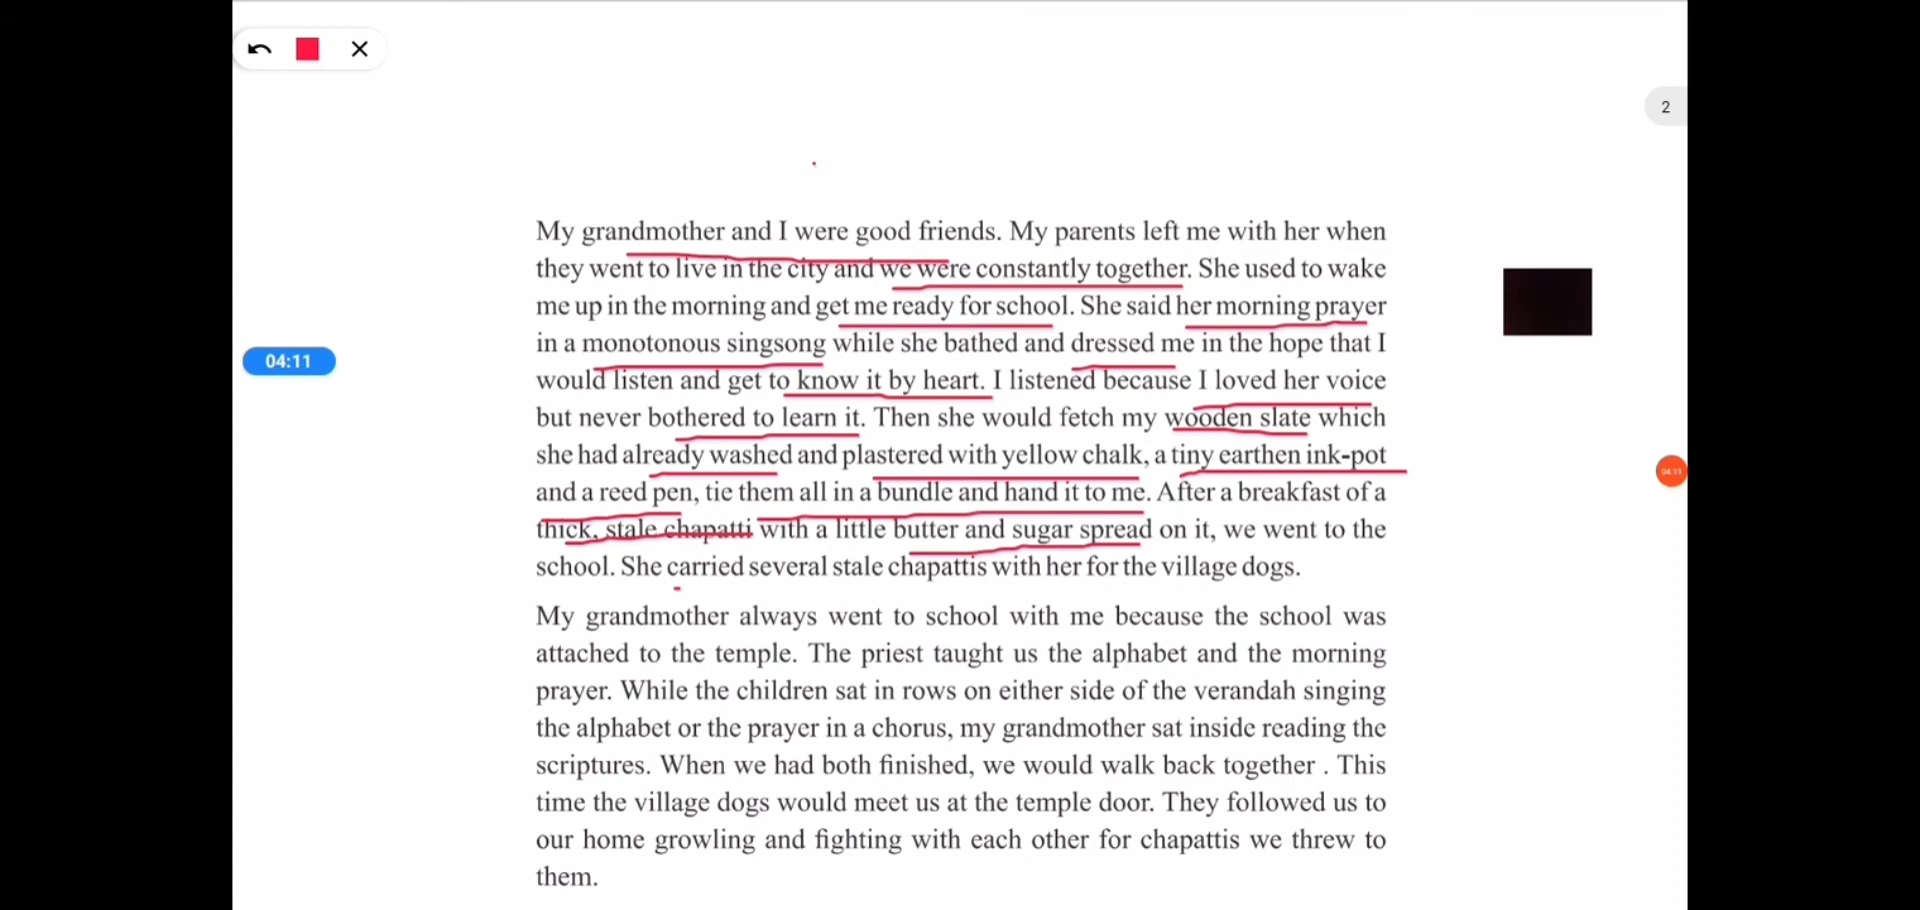 2
My grandmother and I were good friends. My parents left me with her when
they went to live in the city and we were constantly together. She used to wake
me up in the morning and get me ready for school. She said her morning prayer
in a monotonous singsong while she bathed and dressed me in the hope that I
would listen and get to know it by heart. I listened because I loved her voice
04:11
but never bothered to learn it. Then she would fetch my wooden slate which
she had already washed and plastered with yellow chalk, a tiny earthen ink-pot
04:11
and a reed pen, tie them all in a bundle and hand it to me. After a breakfast of a
thick, stale chapatti with a little butter and sugar spread on it, we went to the
school. She carried several stale chapattis with her for the village dogs.
My grandmother always went to school with me because the school was
attached to the temple. The priest taught us the alphabet and the morning
prayer. While the children sat in rows on either side of the verandah singing
the alphabet or the prayer in a chorus, my grandmother sat inside reading the
scriptures. When we had both finished, we would walk back together . This
time the village dogs would meet us at the temple door. They followed us to
our home growling and fighting with each other for chapattis we threw to
them.